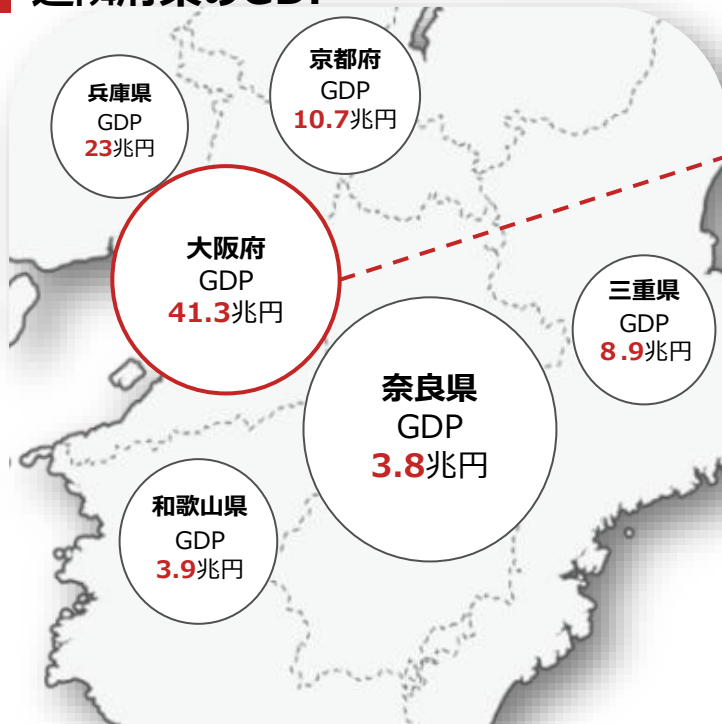 兵庫県
GDP
23兆円
京都府
GDP
10.7兆円
大阪府
GDP
41.3兆円
三重県
GDP
8.9兆円
奈良県
GDP
3.8兆円
和歌山県
GDP
3.9兆円